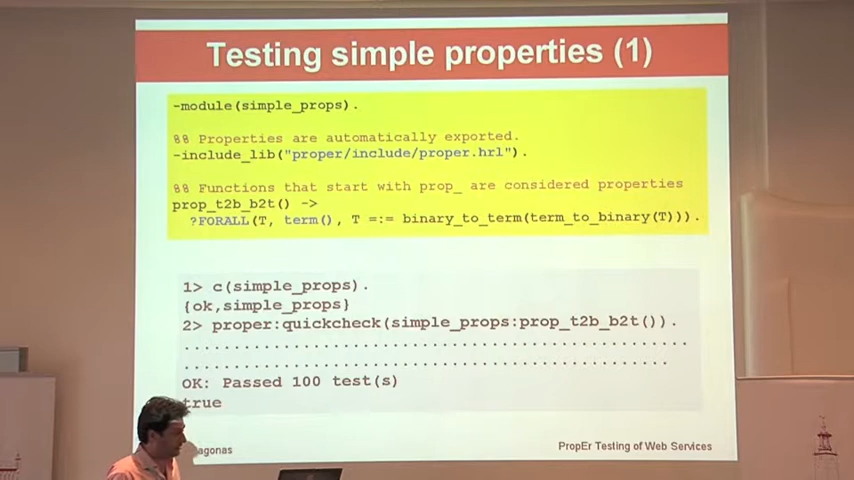 Testing simple properties (1)
-module(simple_props).
%% Properties are automatically exported.
-include_lib("proper/include/proper.hrl").
%% Functions that start with prop_ are considered properties
prop_t2b_b2t() ->
?FORALL(T, term(), T =:= binary_to_term(term_to_binary(T))).
1> c(simple_props).
{ok,simple_props}
2> proper:quickcheck(simple_props:prop_t2b_b2t()).
....................................................
..................................................
OK: Passed 100 test(s)
true
agonas
PropEr Testing of Web Services